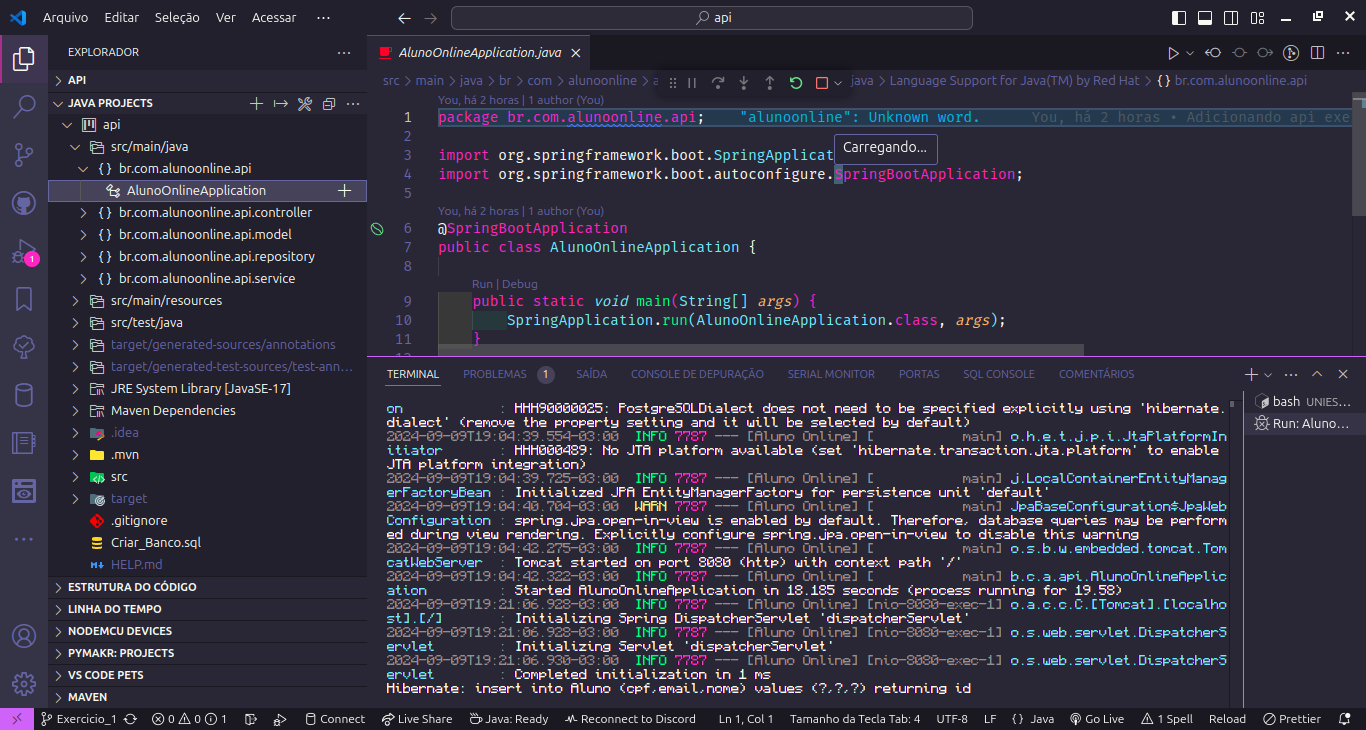 Arquivo Editar Seleção Ver Acessar ··· api
EXPLORADOR ···
API
JAVA PROJECTS
api
src/main/java
br.com.alunoonline.api
AlunoOnlineApplication
br.com.alunoonline.api.controller
br.com.alunoonline.api.model
br.com.alunoonline.api.repository
br.com.alunoonline.api.service
src/main/resources
src/test/java
target/generated-sources/annotations
target/generated-test-sources/test-ann...
JRE System Library [JavaSE-17]
Maven Dependencies
.idea
.mvn
src
target
.gitignore
Criar_Banco.sql
HELP.md
ESTRUTURA DO CÓDIGO
LINHA DO TEMPO
NODEMCU DEVICES
PYMAKR: PROJECTS
VS CODE PETS
MAVEN
1
AlunoOnlineApplication.java
src > main > java > br > com > alunoonline > java > Language Support for Java(TM) by Red Hat > {} br.com.alunoonline.api
You, há 2 horas | 1 author (You)
1 package br.com.alunoonline.api; "alunoonline": Unknown word. You, há 2 horas • Adicionando api exe
2
Carregando...
3 import org.springframework.boot.SpringApplicat
4 import org.springframework.boot.autoconfigure.SpringBootApplication;
5
You, há 2 horas | 1 author (You)
6 @SpringBootApplication
7 public class AlunoOnlineApplication {
8
Run | Debug
9 public static void main(String[] args) {
10 SpringApplication.run(AlunoOnlineApplication.class, args);
11 }
TERMINAL PROBLEMAS 1 SAÍDA CONSOLE DE DEPURAÇÃO SERIAL MONITOR PORTAS SQL CONSOLE COMENTÁRIOS
on : HHH90000025: PostgreSQLDialect does not need to be specified explicitly using 'hibernate.
dialect' (remove the property setting and it will be selected by default)
2024-09-09T19:04:39.554-03:00 INFO 7787 --- [Aluno Online] [ main] o.h.e.t.j.p.i.JtaPlatformIn
itiator : HHH000489: No JTA platform available (set 'hibernate.transaction.jta.platform' to enable
JTA platform integration)
2024-09-09T19:04:39.725-03:00 INFO 7787 --- [Aluno Online] [ main] j.LocalContainerEntityManag
erFactoryBean : Initialized JPA EntityManagerFactory for persistence unit 'default'
2024-09-09T19:04:40.704-03:00 WARN 7787 --- [Aluno Online] [ main] JpaBaseConfiguration$JpaWeb
Configuration : spring.jpa.open-in-view is enabled by default. Therefore, database queries may be perform
ed during view rendering. Explicitly configure spring.jpa.open-in-view to disable this warning
2024-09-09T19:04:42.275-03:00 INFO 7787 --- [Aluno Online] [ main] o.s.b.w.embedded.tomcat.Tom
catWebServer : Tomcat started on port 8080 (http) with context path '/'
2024-09-09T19:04:42.322-03:00 INFO 7787 --- [Aluno Online] [ main] b.c.a.api.AlunoOnlineApplic
ation : Started AlunoOnlineApplication in 18.185 seconds (process running for 19.58)
2024-09-09T19:21:06.928-03:00 INFO 7787 --- [Aluno Online] [nio-8080-exec-1] o.a.c.c.C.[Tomcat].[localho
st].[/] : Initializing Spring DispatcherServlet 'dispatcherServlet'
2024-09-09T19:21:06.928-03:00 INFO 7787 --- [Aluno Online] [nio-8080-exec-1] o.s.web.servlet.DispatcherS
ervlet : Initializing Servlet 'dispatcherServlet'
2024-09-09T19:21:06.930-03:00 INFO 7787 --- [Aluno Online] [nio-8080-exec-1] o.s.web.servlet.DispatcherS
ervlet : Completed initialization in 1 ms
Hibernate: insert into Aluno (cpf,email,nome) values (?,?,?) returning id
bash UNIES...
Run: Aluno...
Exercicio_1 0 0 1 Connect Live Share Java: Ready Reconnect to Discord Ln 1, Col 1 Tamanho da Tecla Tab: 4 UTF-8 LF {} Java Go Live 1 Spell Reload Prettier